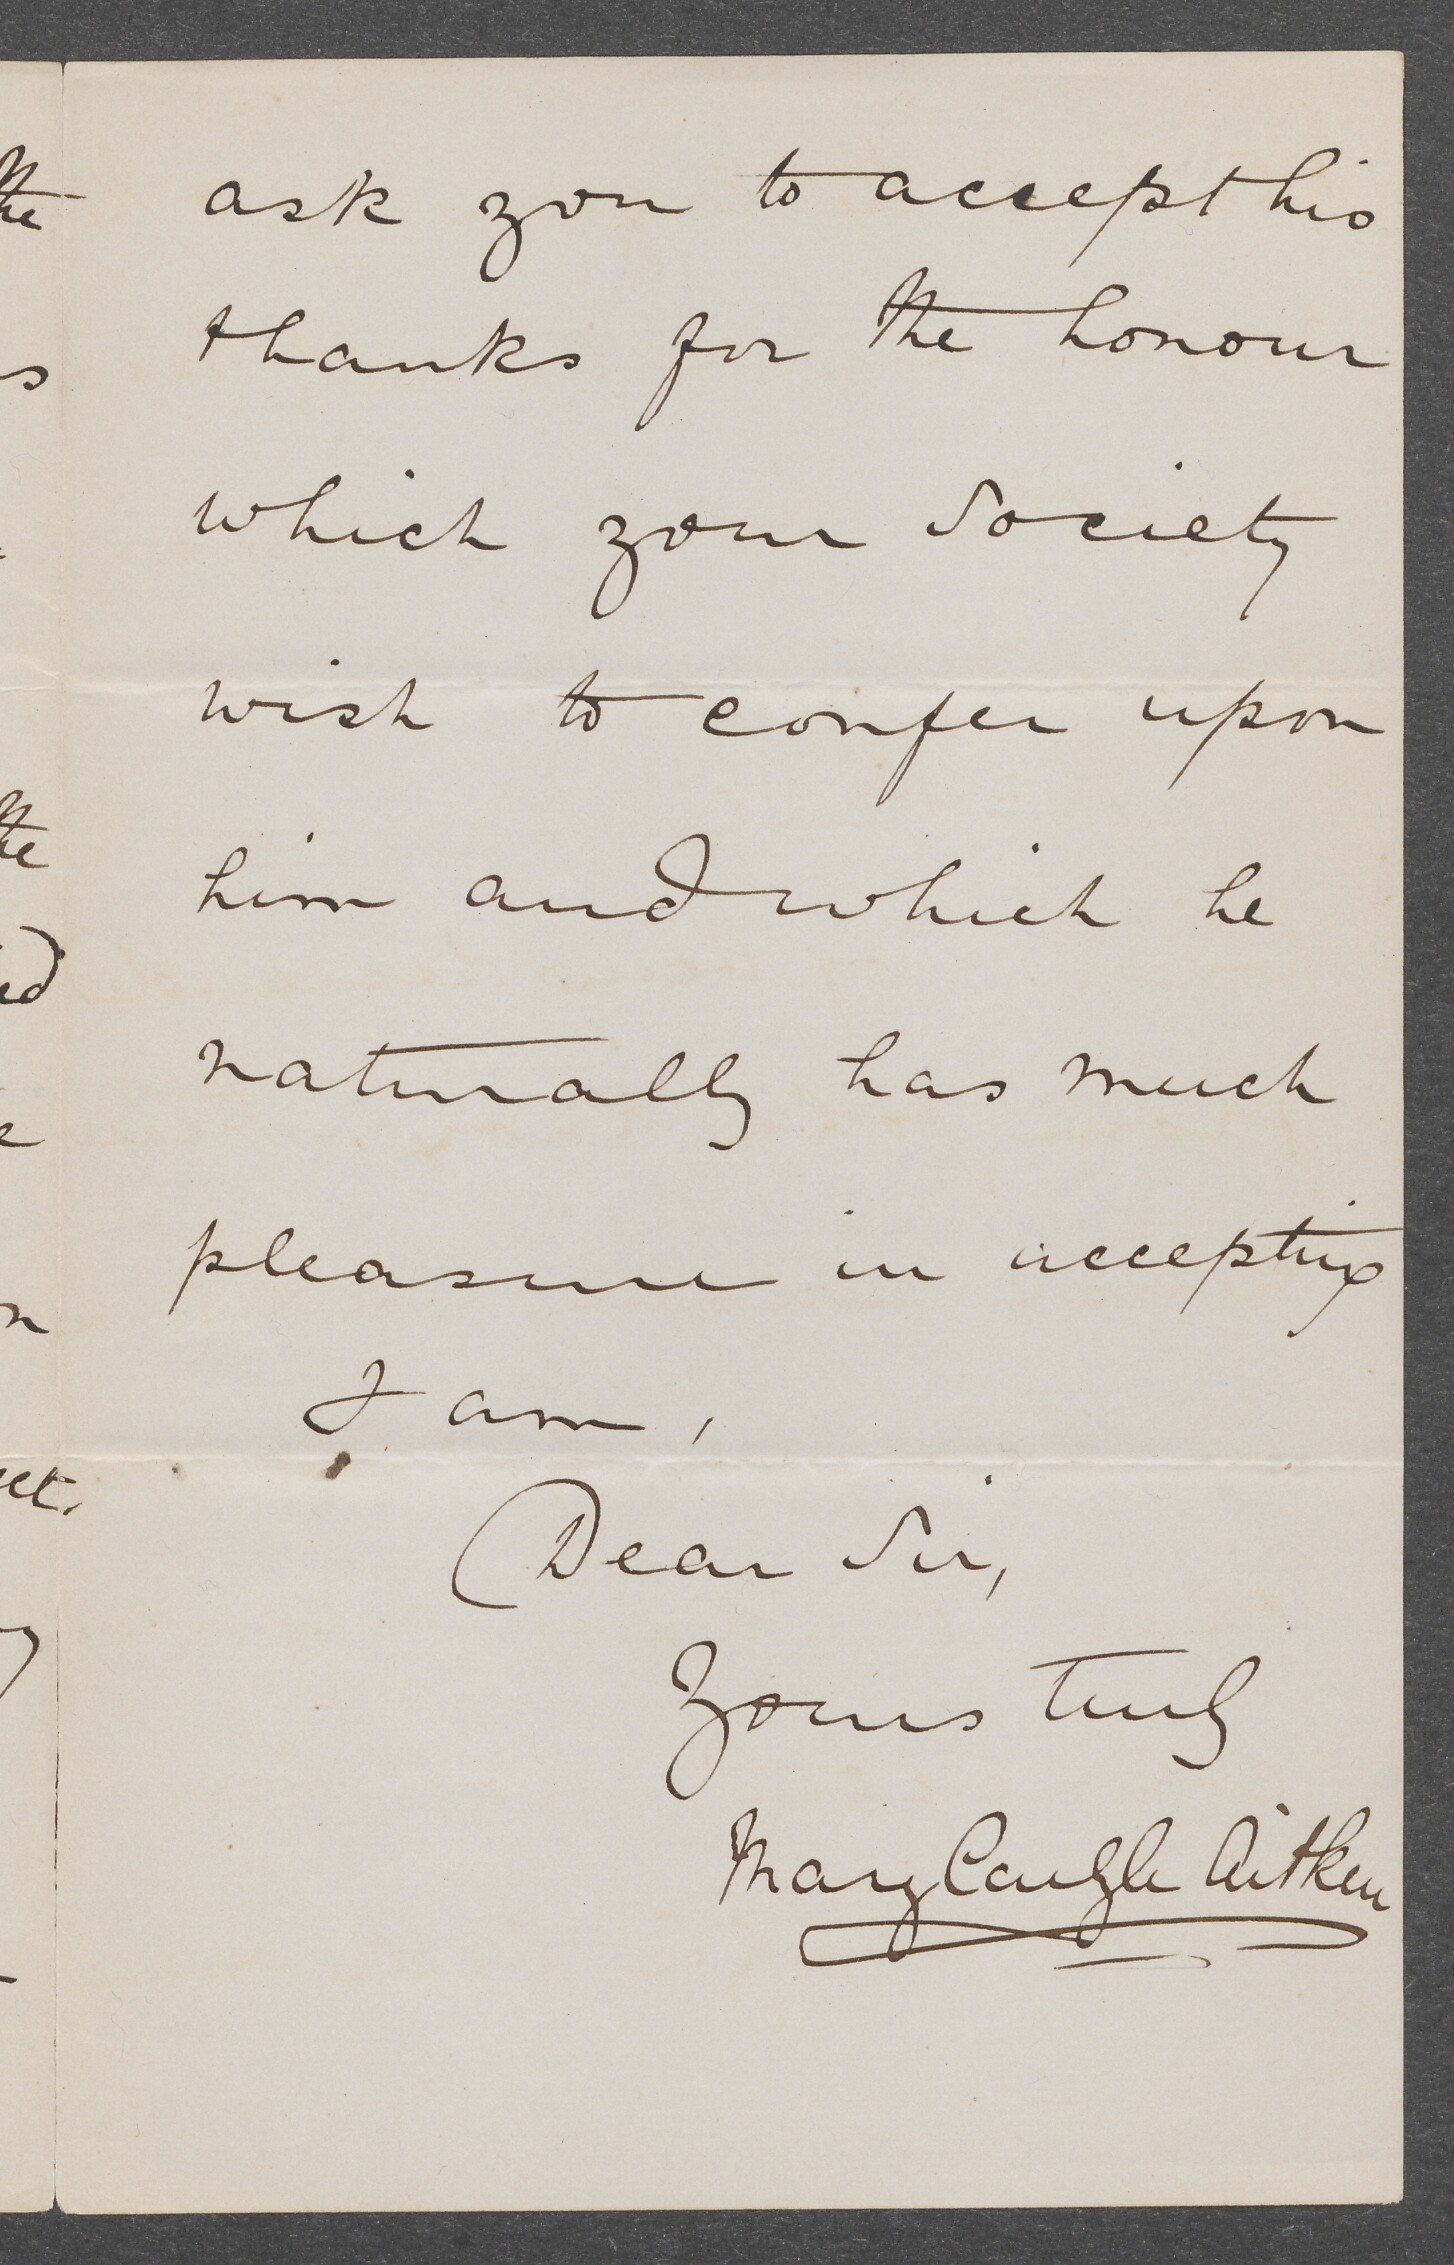 ask you to accept his
thanks for the honour
which your Society
wish to confer upon
him and which he
naturally has much
pleasure in accepting
I am,
Dear Sir,
Yours truly
Mary Carlyle Aitken